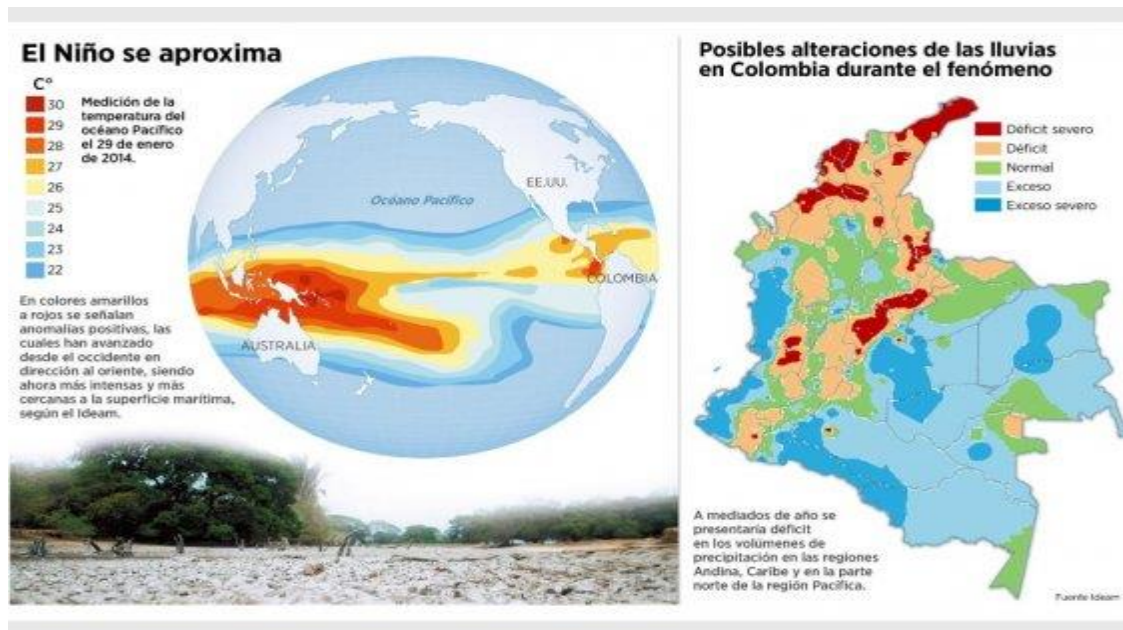 El Niño se aproxima
C°
30
29
28
27
26
25
24
23
22
Medición de la
temperatura del
océano Pacífico
el 29 de enero
de 2014.
En colores amarillos
a rojos se señalan
anomalías positivas, las
cuales han avanzado
desde el occidente en
dirección al oriente, siendo
ahora más intensas y más
cercanas a la superficie marítima,
según el Ideam.
Océano Pacífico
EE.UU.
COLOMBIA
AUSTRALIA
Posibles alteraciones de las lluvias
en Colombia durante el fenómeno
Déficit severo
Déficit
Normal
Exceso
Exceso severo
A mediados de año se
presentaría déficit
en los volúmenes de
precipitación en las regiones
Andina, Caribe y en la parte
norte de la región Pacífica.
Fuente Ideam